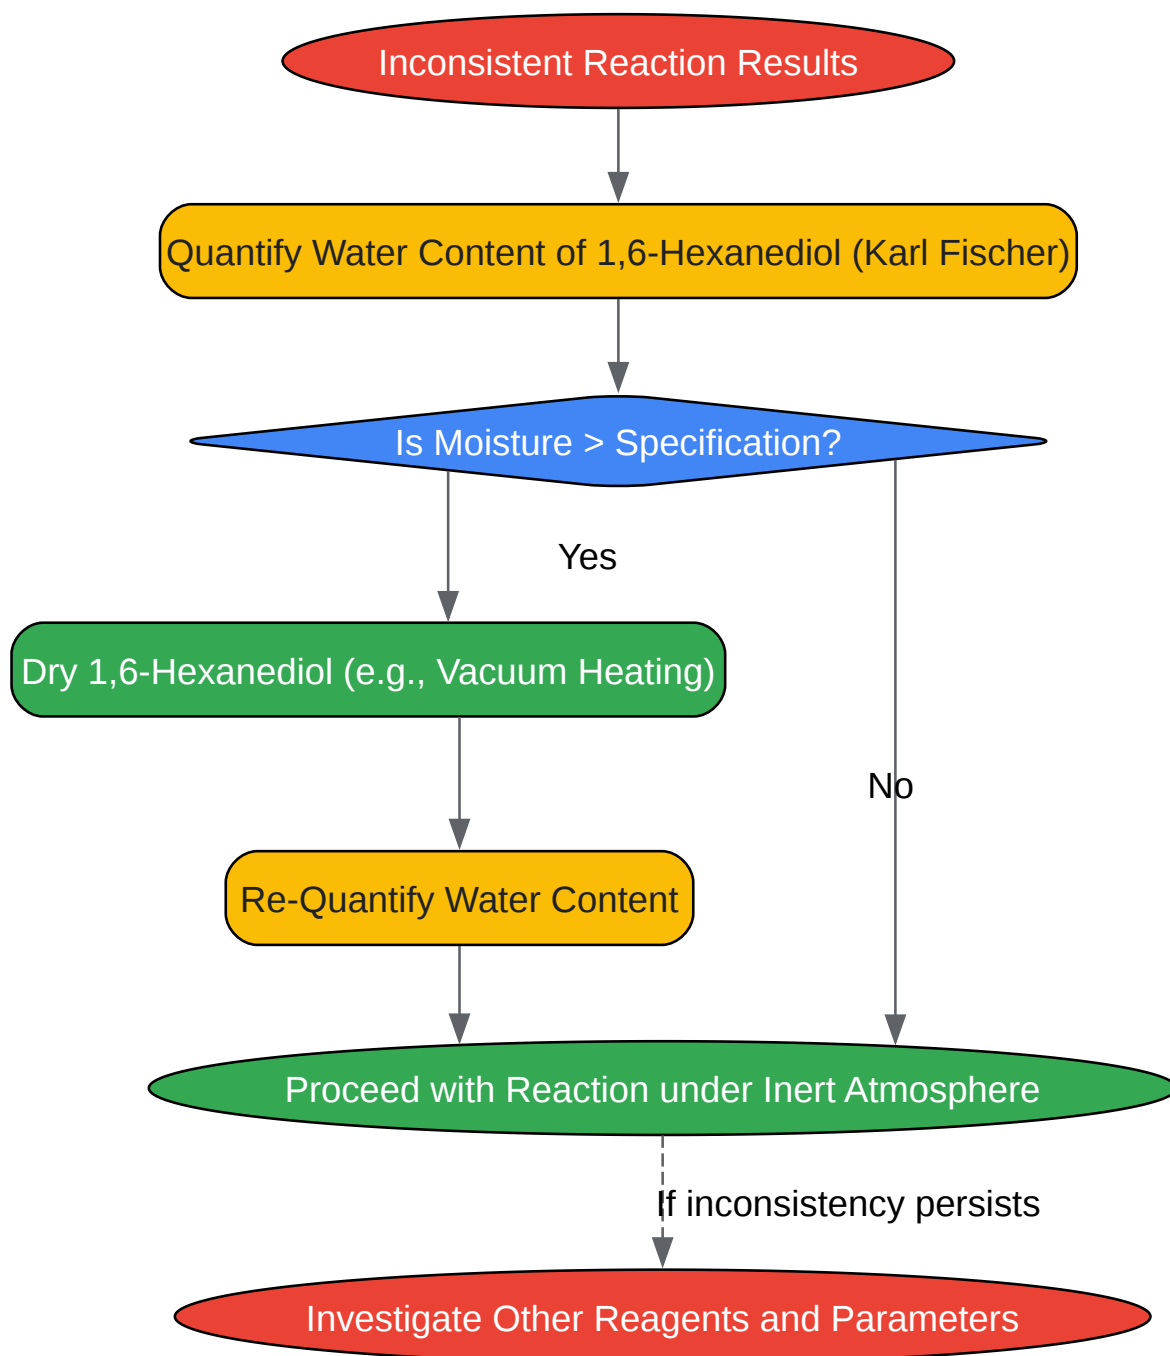 Inconsistent Reaction Results
Quantify Water Content of 1,6-Hexanediol (Karl Fischer)
Is Moisture > Specification?
Yes
Dry 1,6-Hexanediol (e.g., Vacuum Heating)
No
Re-Quantify Water Content
Proceed with Reaction under Inert Atmosphere
If inconsistency persists
Investigate Other Reagents and Parameters